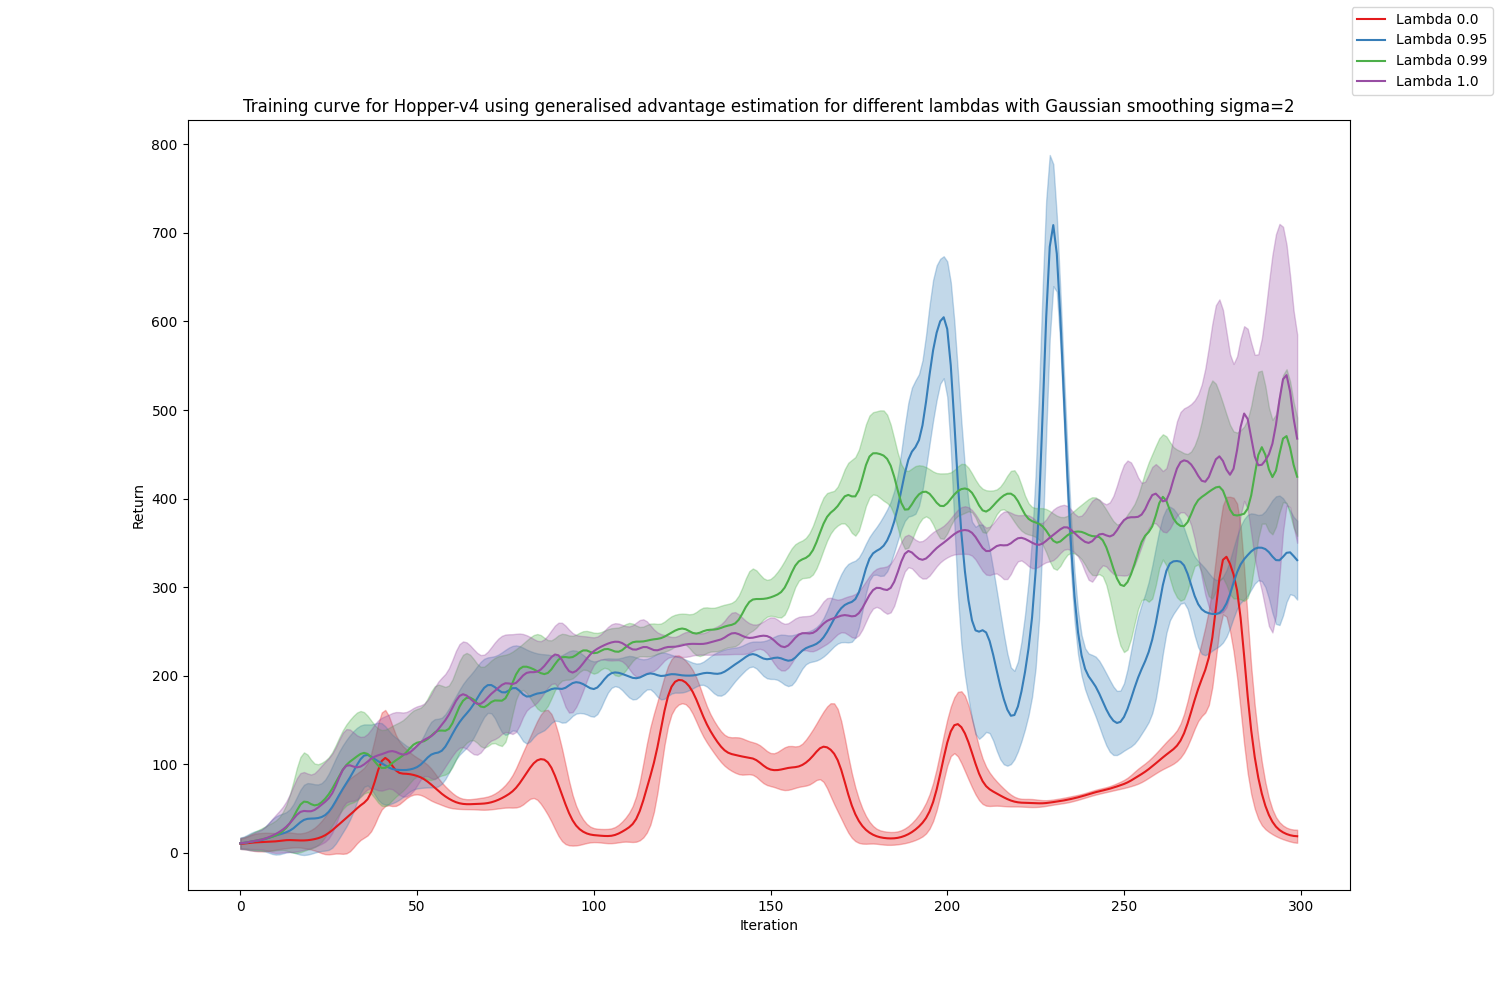 Lambda 0.0
Lambda 0.95
Lambda 0.99
Lambda 1.0
Training curve for Hopper-v4 using generalised advantage estimation for different lambdas with Gaussian smoothing sigma=2
800
700
600
500
400
300
200
100
0
Return
0 50 100 150 200 250 300
Iteration